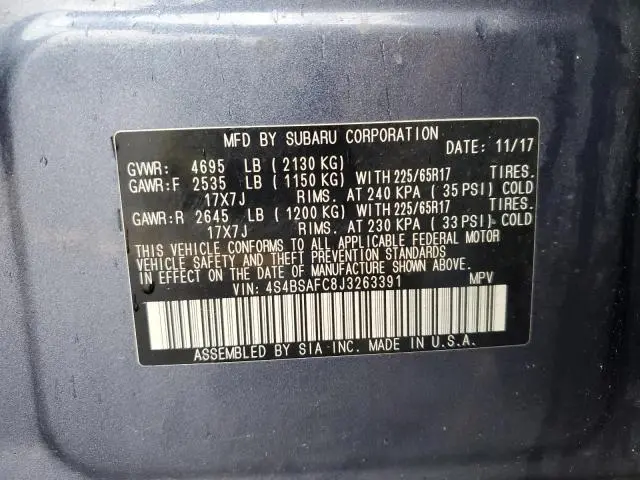 MFD BY SUBARU CORPORATION DATE: 11/17
GVWR: 4695 LB (2130 KG)
GAWR:F 2535 LB (1150 KG) WITH 225/65R17 TIRES.
17X7J RIMS. AT 240 KPA (35 PSI) COLD
GAWR:R 2645 LB (1200 KG) WITH 225/65R17 TIRES.
17X7J RIMS. AT 230 KPA (33 PSI) COLD
THIS VEHICLE CONFORMS TO ALL APPLICABLE FEDERAL MOTOR
VEHICLE SAFETY AND THEFT PREVENTION STANDARDS
IN EFFECT ON THE DATE OF MANUFACTURE SHOWN ABOVE.
VIN: 4S4BSAFC8J3263391 MPV
ASSEMBLED BY SIA INC. MADE IN U.S.A.